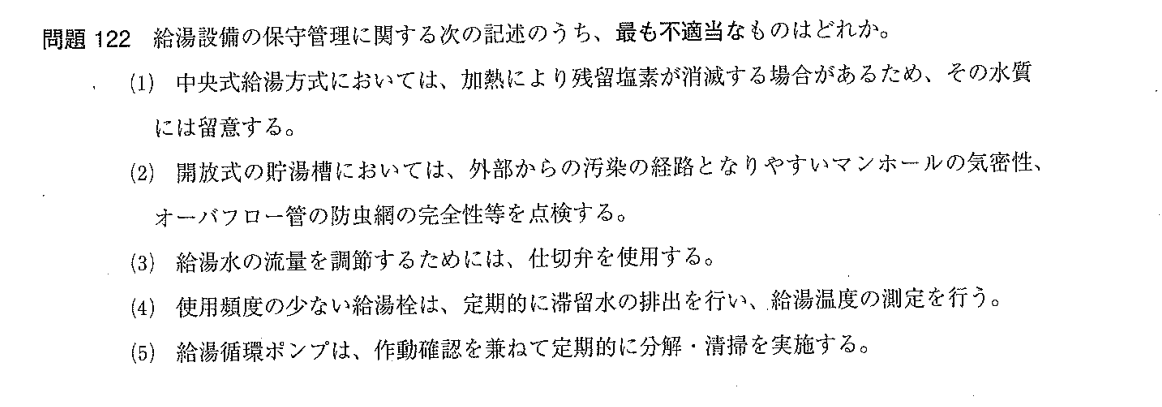 問題 122　給湯設備の保守管理に関する次の記述のうち、最も不適当なものはどれか。
(1)　中央式給湯方式においては、加熱により残留塩素が消滅する場合があるため、その水質
には留意する。
(2)　開放式の貯湯槽においては、外部からの汚染の経路となりやすいマンホールの気密性、
オーバフロー管の防虫網の完全性等を点検する。
(3)　給湯水の流量を調節するためには、仕切弁を使用する。
(4)　使用頻度の少ない給湯栓は、定期的に滞留水の排出を行い、給湯温度の測定を行う。
(5)　給湯循環ポンプは、作動確認を兼ねて定期的に分解・清掃を実施する。